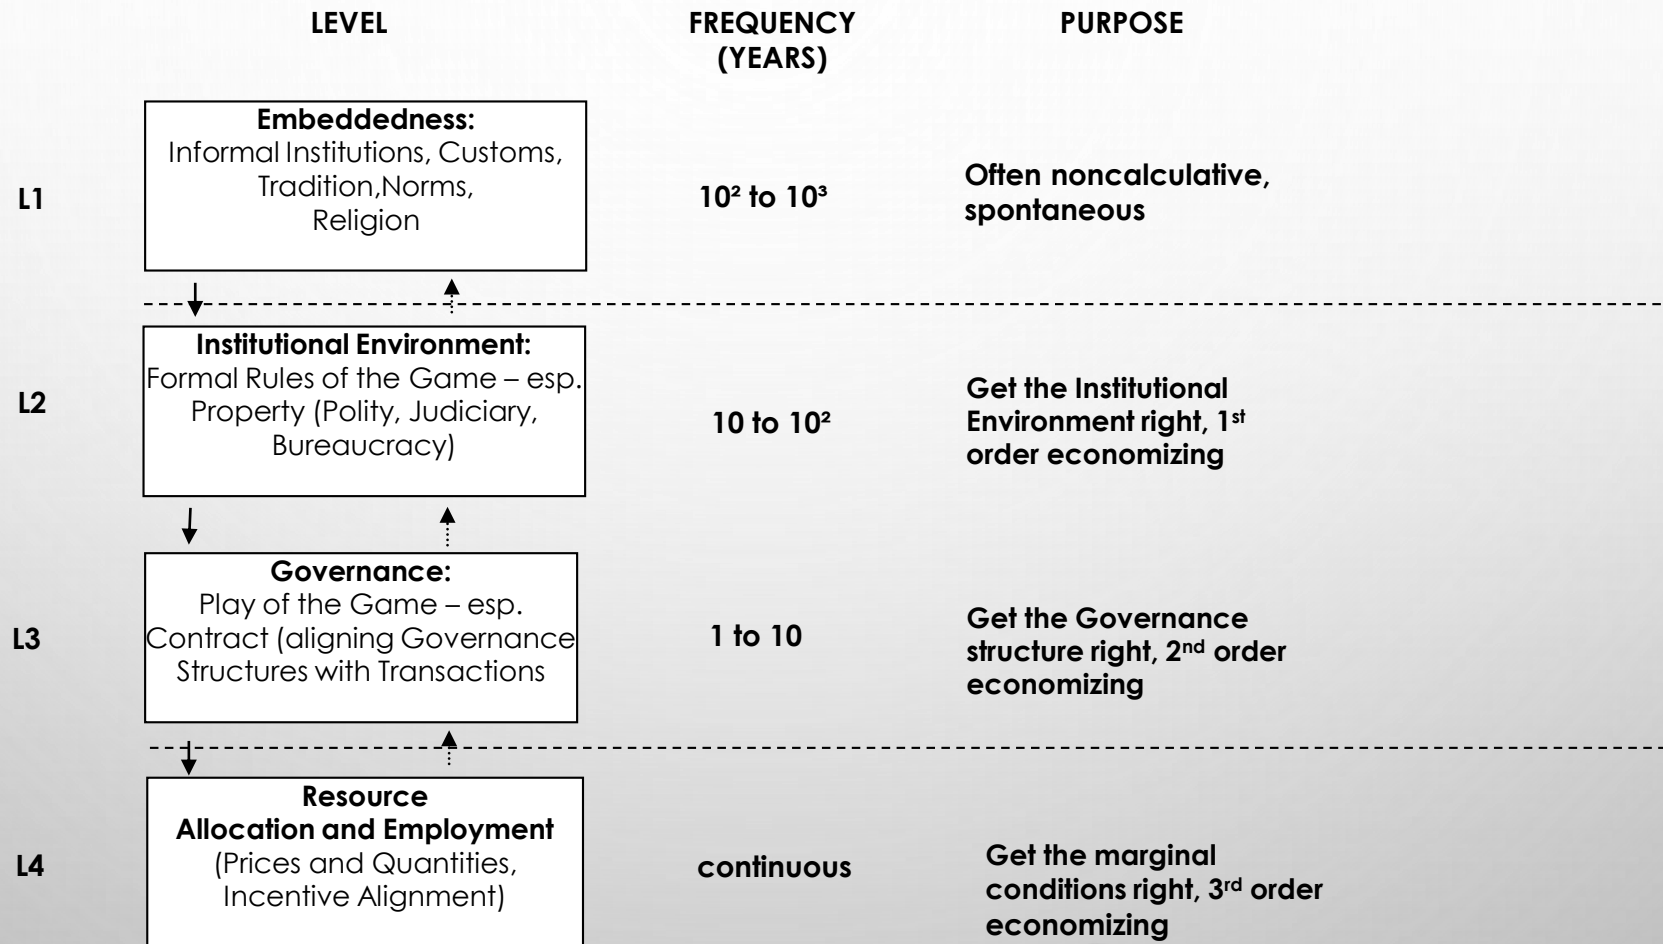 LEVEL
FREQUENCY
(YEARS)
PURPOSE
L1
Embeddedness:
Informal Institutions, Customs,
Tradition,Norms,
Religion
10² to 10³
Often noncalculative,
spontaneous
L2
Institutional Environment:
Formal Rules of the Game – esp.
Property (Polity, Judiciary,
Bureaucracy)
10 to 10²
Get the Institutional
Environment right, 1st
order economizing
L3
Governance:
Play of the Game – esp.
Contract (aligning Governance
Structures with Transactions
1 to 10
Get the Governance
structure right, 2nd order
economizing
L4
Resource
Allocation and Employment
(Prices and Quantities,
Incentive Alignment)
continuous
Get the marginal
conditions right, 3rd order
economizing